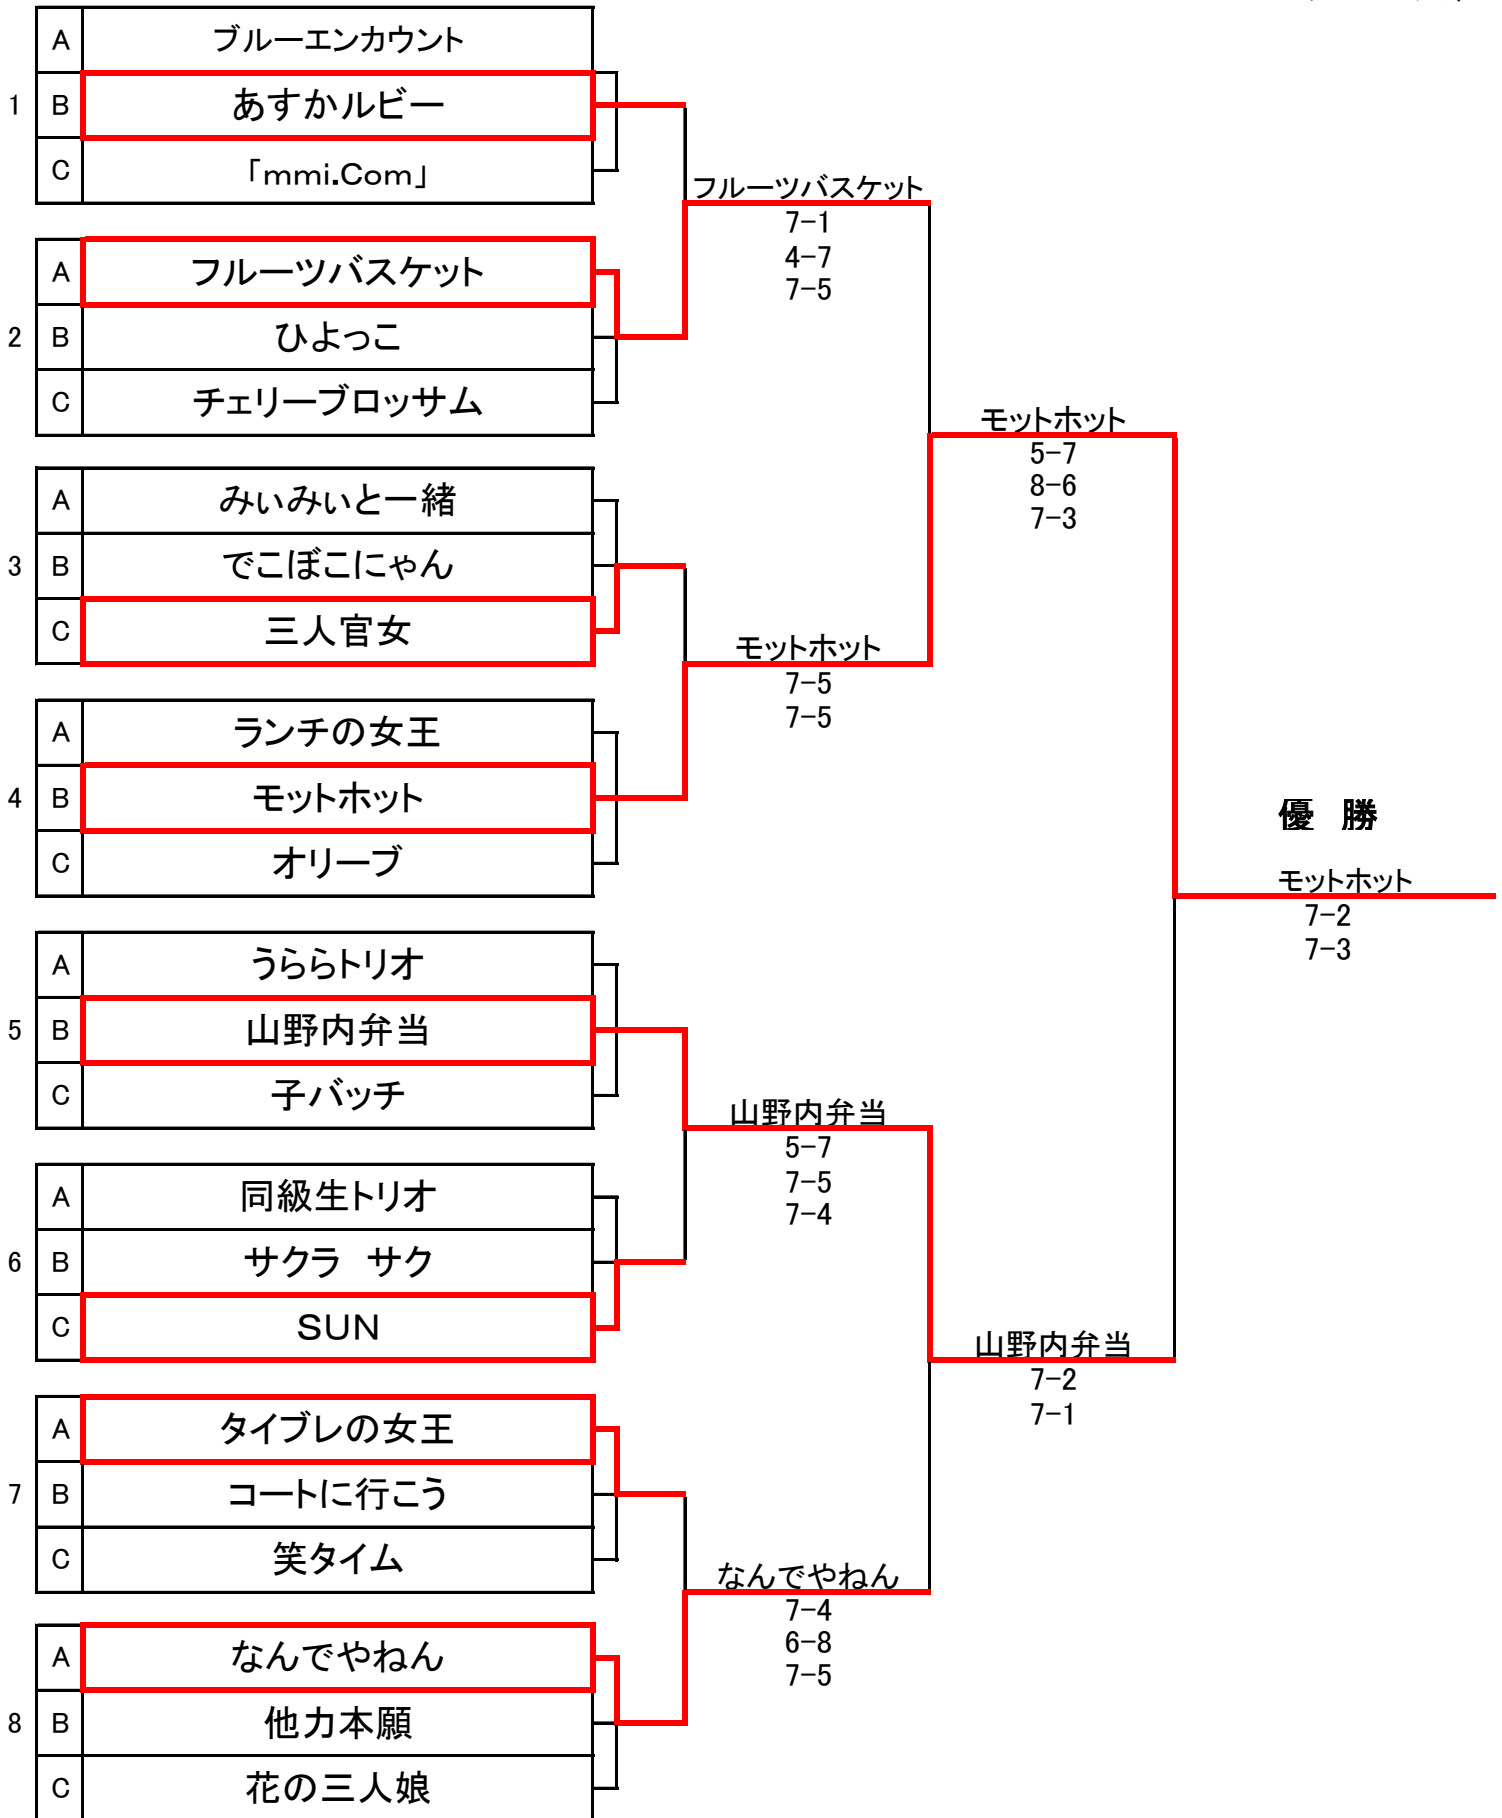 A ブルーエンカウント
1 B あすかルビー
C 「mmi.Com」
フルーツバスケット
7-1
4-7
7-5
A フルーツバスケット
2 B ひよっこ
C チェリーブロッサム
モットホット
5-7
8-6
7-3
A みぃみぃと一緒
3 B でこぼこにゃん
C 三人官女
モットホット
7-5
7-5
A ランチの女王
4 B モットホット
C オリーブ
優 勝
モットホット
7-2
7-3
A うららトリオ
5 B 山野内弁当
C 子バッチ
山野内弁当
5-7
7-5
7-4
A 同級生トリオ
6 B サクラ サク
C SUN
山野内弁当
7-2
7-1
A タイブレの女王
7 B コートに行こう
C 笑タイム
なんでやねん
7-4
6-8
7-5
A なんでやねん
8 B 他力本願
C 花の三人娘